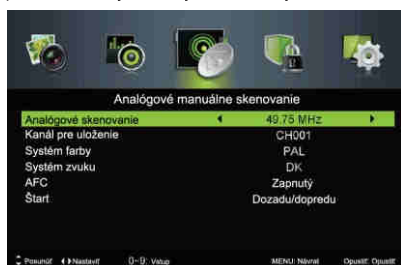 Analógové manuálne skenovanie
Analógové skenovanie 49.75 MHz
Kanál pre uloženie CH001
Systém farby PAL
Systém zvuku DK
AFC Zapnutý
Štart Dozadu/dopredu
Posunúť Nastaviť 0-9: Vstup MENU: Návrat Opustiť: Opustiť